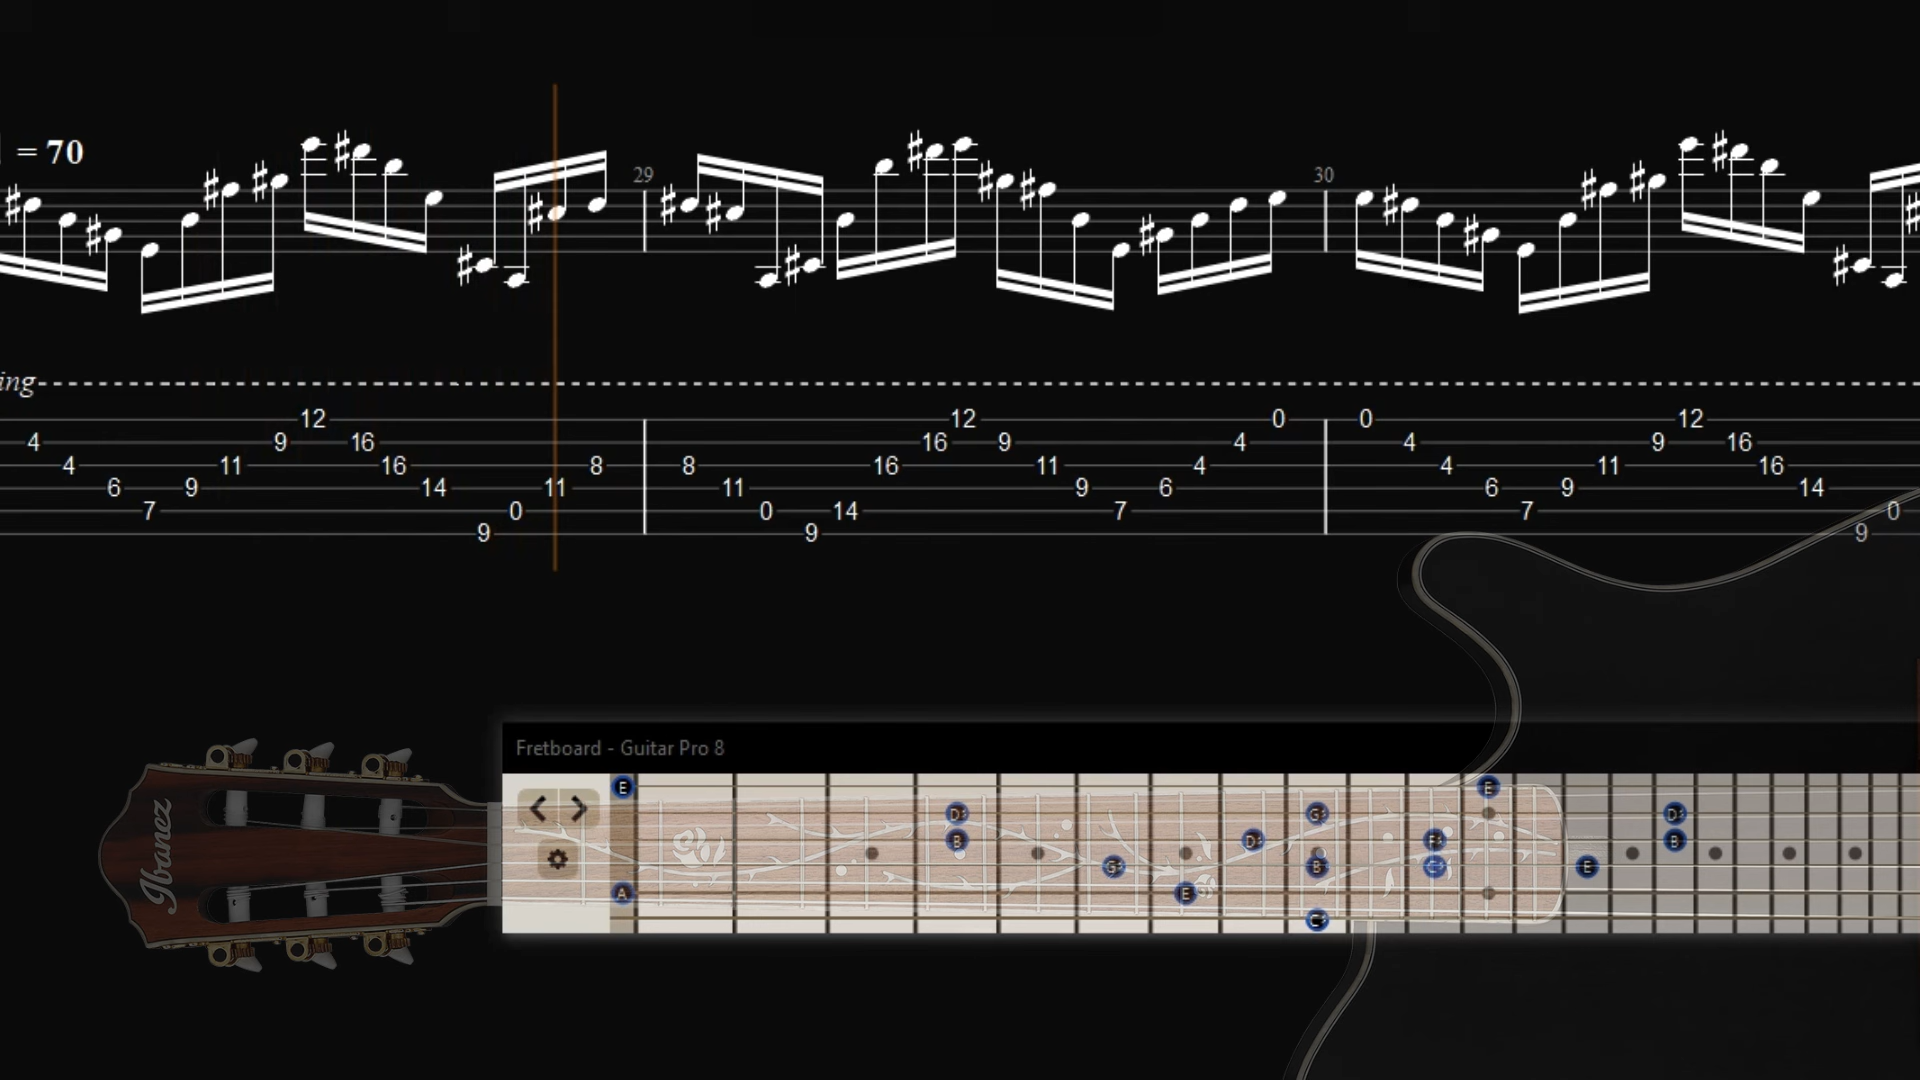 = 70
29
30
ing
12 12 0 0 12
4 9 16 16 9 4 4 9 16
4 11 16 8 8 16 11 4 4 11 16
6 9 14 11 11 9 6 6 9 14
7 0 0 14 7 7 0
9 9 9
Fretboard - Guitar Pro 8
E E
D♯ G♯ D♯
B D♯ F♯ B
G♯ B E
A E
Ibanez